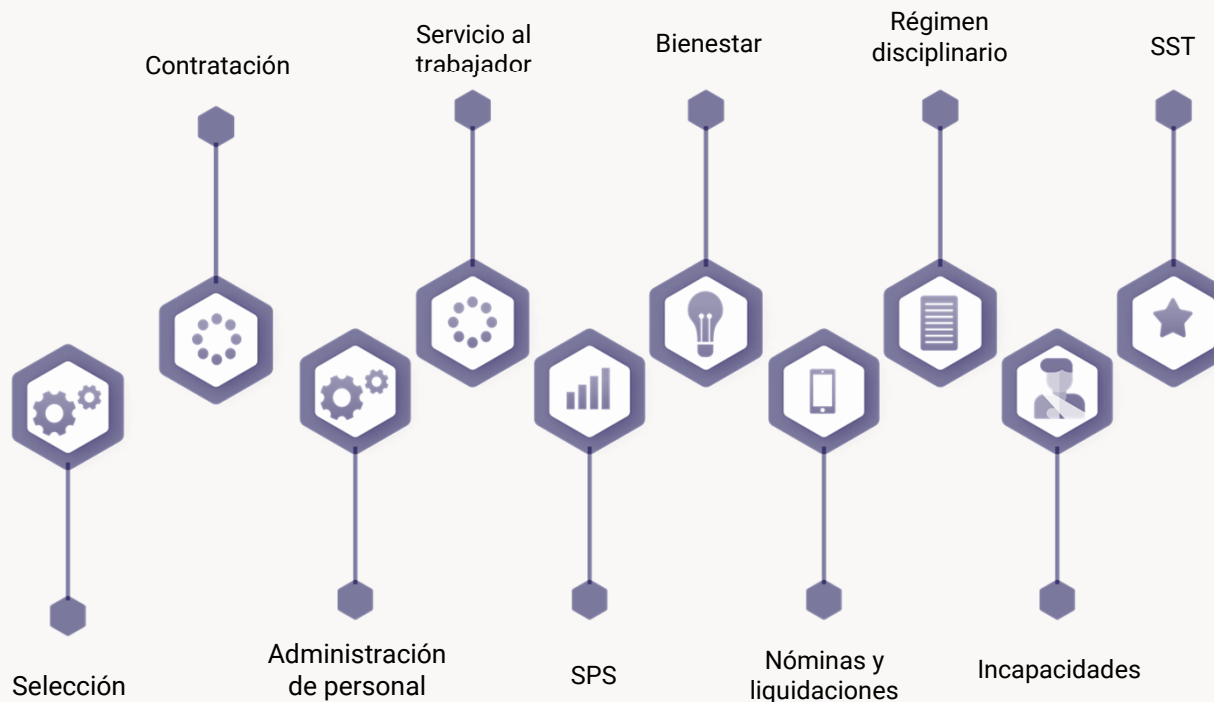 Contratación
Servicio al
trabajador
Bienestar
Régimen
disciplinario
SST
Selección
Administración
de personal
SPS
Nóminas y
liquidaciones
Incapacidades